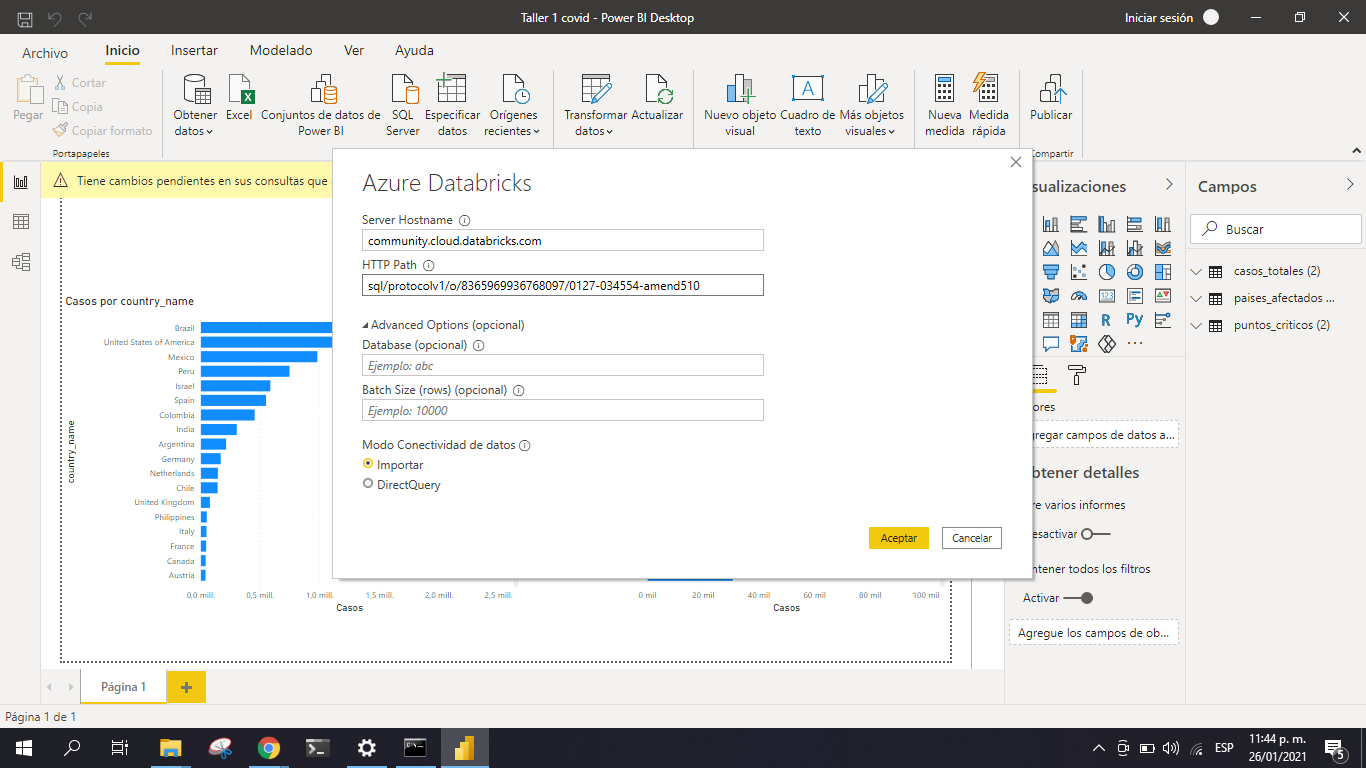 Taller 1 covid - Power BI Desktop
Iniciar sesión
Archivo
Inicio
Insertar
Modelado
Ver
Ayuda
Pegar
Cortar
Copia
Copiar formato
Portapapeles
Obtener datos
Excel
Conjuntos de datos de Power BI
SQL Server
Especificar datos
Orígenes recientes
Transformar datos
Actualizar
Nuevo objeto visual
Cuadro de texto
A
Más objetos visuales
Nueva medida
Medida rápida
Publicar
Compartir
Tiene cambios pendientes en sus consultas que
Azure Databricks
Server Hostname
community.cloud.databricks.com
HTTP Path
sql/protocolv1/o/8365969936768097/0127-034554-amend510
Advanced Options (opcional)
Database (opcional)
Ejemplo: abc
Batch Size (rows) (opcional)
Ejemplo: 10000
Modo Conectividad de datos
Importar
DirectQuery
Aceptar
Cancelar
Casos por country_name
country_name
Brazil
United States of America
Mexico
Peru
Israel
Spain
Colombia
India
Argentina
Germany
Netherlands
Chile
United Kingdom
Philippines
Italy
France
Canada
Austria
0,0 mill.
0,5 mill.
1,0 mill.
1,5 mill.
2,0 mill.
2,5 mill.
Casos
0 mil
20 mil
40 mil
60 mil
80 mil
100 mil
Casos
sualizaciones
123
R
Py
ores
gregar campos de datos a...
btener detalles
re varios informes
esactivar
ntener todos los filtros
Activar
Agregue los campos de ob...
Campos
Buscar
casos_totales (2)
paises_afectados ...
puntos_criticos (2)
Página 1
Página 1 de 1
ESP
11:44 p. m.
26/01/2021
5